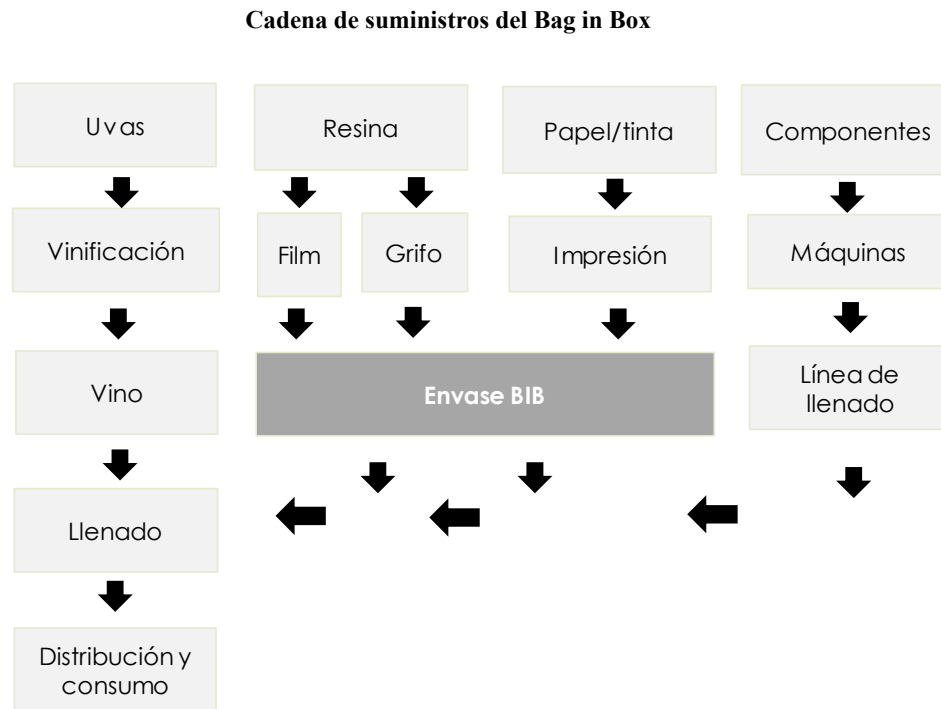 Cadena de suministros del Bag in Box
Uvas
Resina
Papel/tinta
Componentes
Vinificación
Film
Grifo
Impresión
Máquinas
Vino
Envase BIB
Línea de
llenado
Llenado
Distribución y
consumo